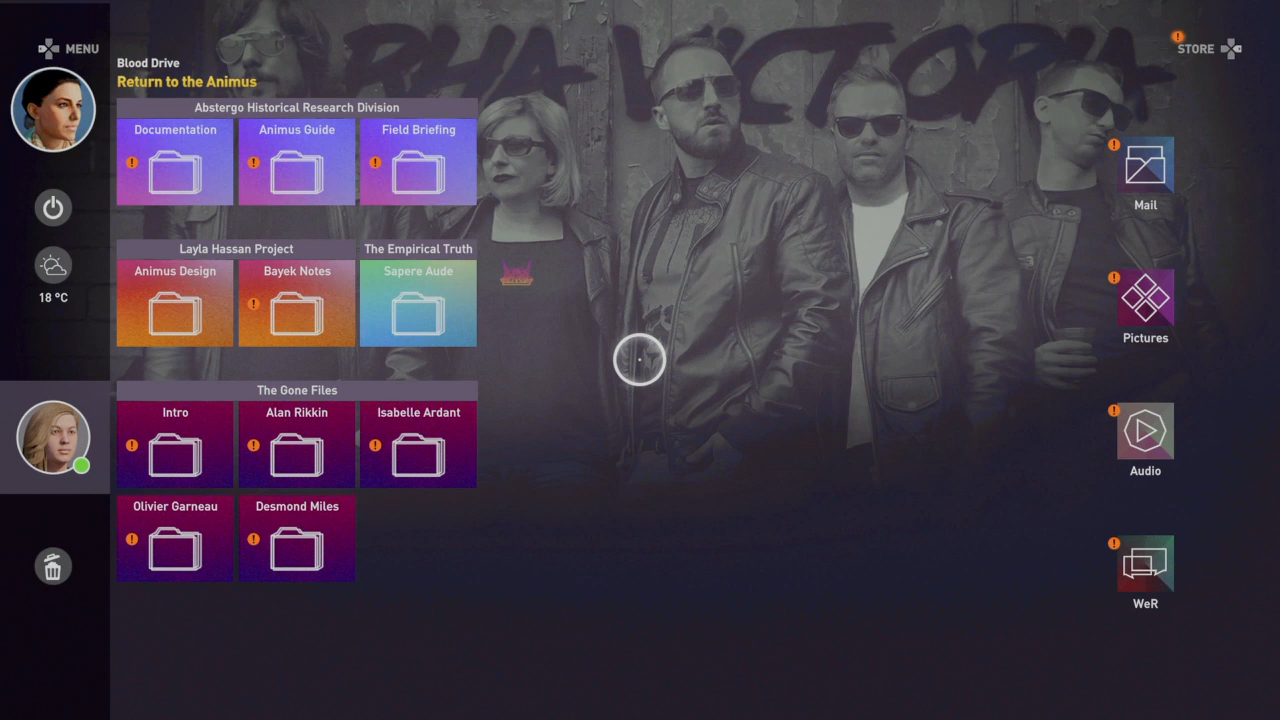 MENU
STORE
Blood Drive
Return to the Animus
Abstergo Historical Research Division
Documentation
Animus Guide
Field Briefing
Layla Hassan Project
The Empirical Truth
Animus Design
Bayek Notes
Sapere Aude
The Gone Files
Intro
Alan Rikkin
Isabelle Ardant
Olivier Garneau
Desmond Miles
18 °C
Mail
Pictures
Audio
WeR
VICTORIA